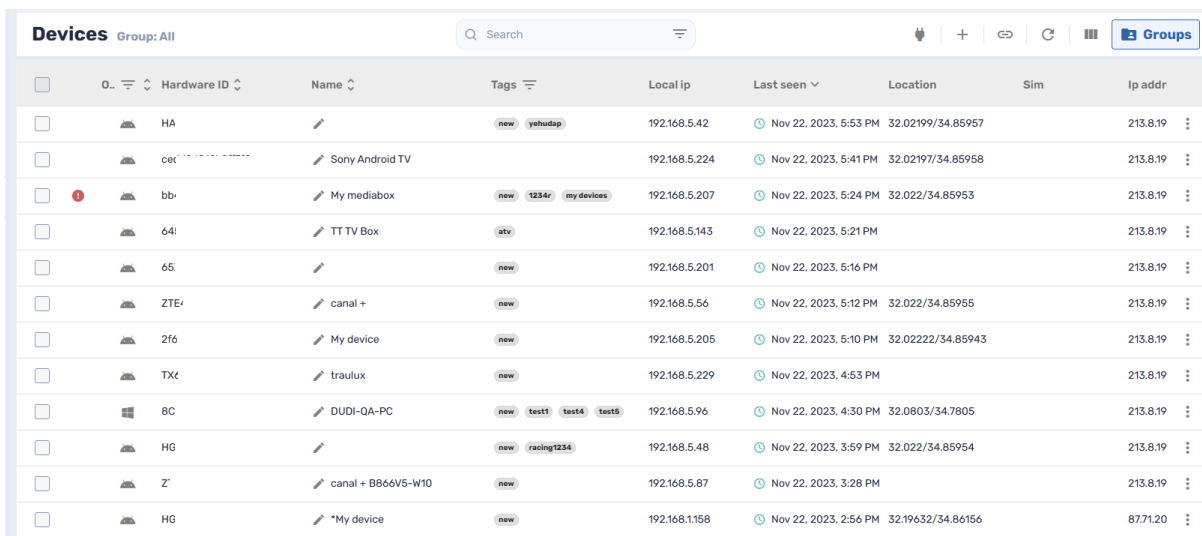 Devices Group: All Search Groups
O.. Hardware ID Name Tags Local ip Last seen Location Sim Ip addr
HA new yehudap 192.168.5.42 Nov 22, 2023, 5:53 PM 32.02199/34.85957 213.8.19
Sony Android TV 192.168.5.224 Nov 22, 2023, 5:41 PM 32.02197/34.85958 213.8.19
bb My mediabox new 1234r my devices 192.168.5.207 Nov 22, 2023, 5:24 PM 32.022/34.85953 213.8.19
TT TV Box atv 192.168.5.143 Nov 22, 2023, 5:21 PM 213.8.19
65 new 192.168.5.201 Nov 22, 2023, 5:16 PM 213.8.19
ZTE canal + new 192.168.5.56 Nov 22, 2023, 5:12 PM 32.022/34.85955 213.8.19
2f6 My device new 192.168.5.205 Nov 22, 2023, 5:10 PM 32.02222/34.85943 213.8.19
TX traulux new 192.168.5.229 Nov 22, 2023, 4:53 PM 213.8.19
8C DUDI-QA-PC new test1 test4 test5 192.168.5.96 Nov 22, 2023, 4:30 PM 32.0803/34.7805 213.8.19
HG new racing1234 192.168.5.48 Nov 22, 2023, 3:59 PM 32.022/34.85954 213.8.19
Z canal + B866V5-W10 new 192.168.5.87 Nov 22, 2023, 3:28 PM 213.8.19
HG *My device new 192.168.1.158 Nov 22, 2023, 2:56 PM 32.19632/34.86156 87.71.20